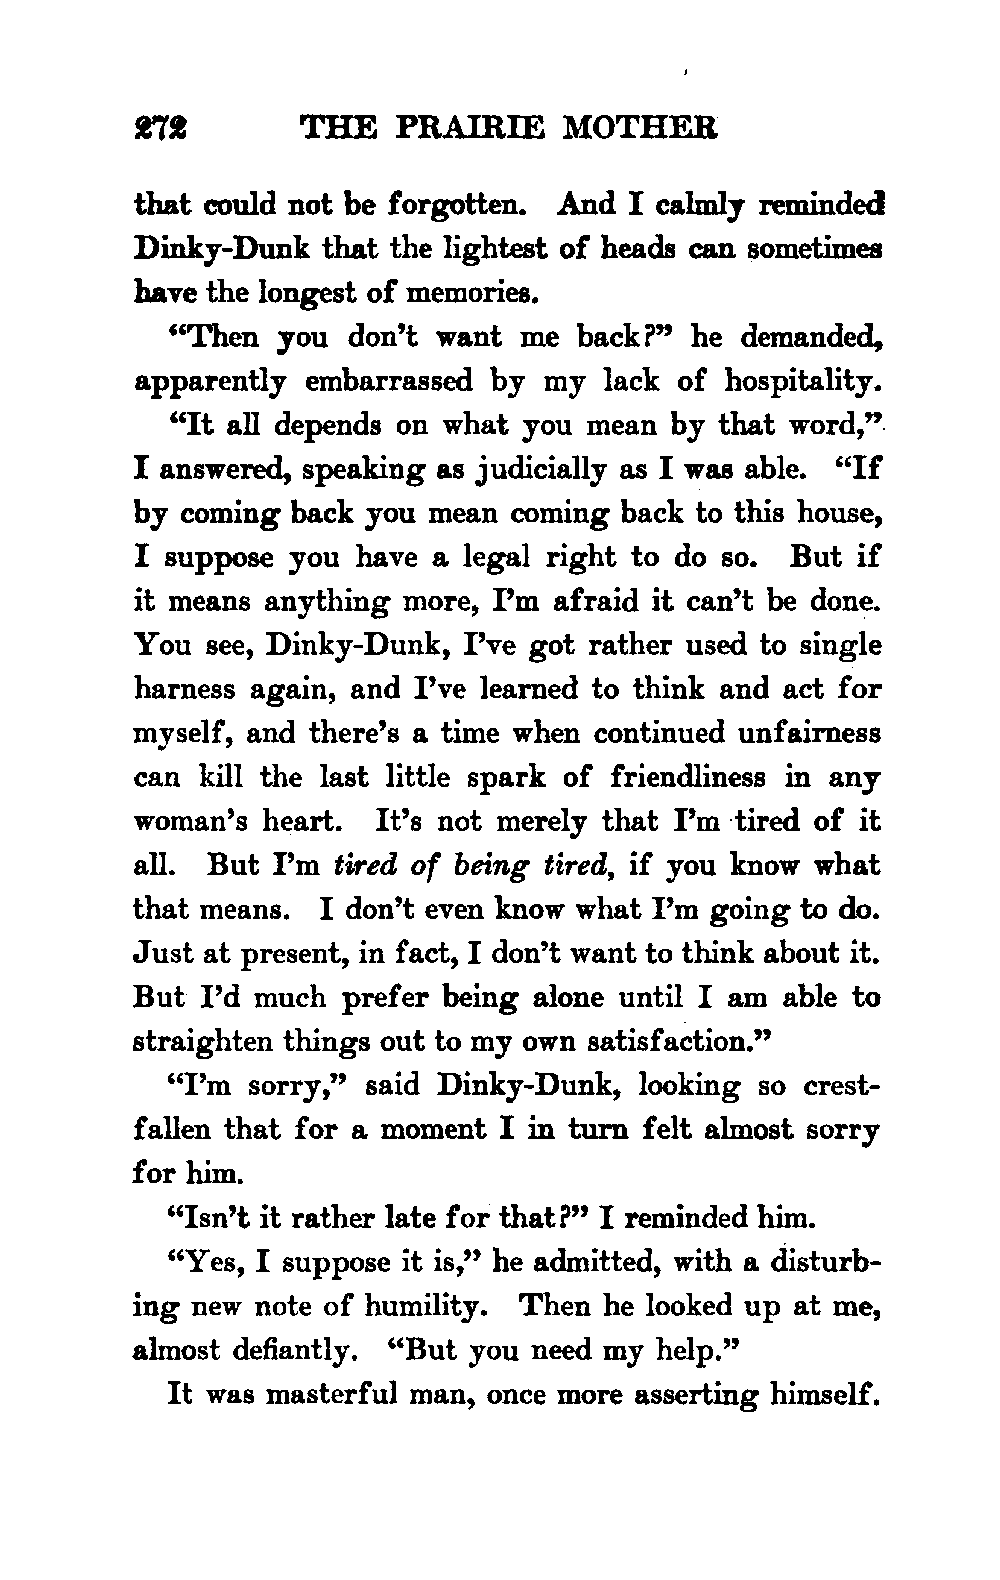 272 THE PRAIRIE MOTHER
that could not be forgotten. And I calmly reminded
Dinky-Dunk that the lightest of heads can sometimes
have the longest of memories.
“Then you don’t want me back?” he demanded,
apparently embarrassed by my lack of hospitality.
“It all depends on what you mean by that word,”
I answered, speaking as judicially as I was able. “If
by coming back you mean coming back to this house,
I suppose you have a legal right to do so. But if
it means anything more, I’m afraid it can’t be done.
You see, Dinky-Dunk, I’ve got rather used to single
harness again, and I’ve learned to think and act for
myself, and there’s a time when continued unfairness
can kill the last little spark of friendliness in any
woman’s heart. It’s not merely that I’m tired of it
all. But I’m tired of being tired, if you know what
that means. I don’t even know what I’m going to do.
Just at present, in fact, I don’t want to think about it.
But I’d much prefer being alone until I am able to
straighten things out to my own satisfaction.”
“I’m sorry,” said Dinky-Dunk, looking so crest-
fallen that for a moment I in turn felt almost sorry
for him.
“Isn’t it rather late for that?” I reminded him.
“Yes, I suppose it is,” he admitted, with a disturb-
ing new note of humility. Then he looked up at me,
almost defiantly. “But you need my help.”
It was masterful man, once more asserting himself.